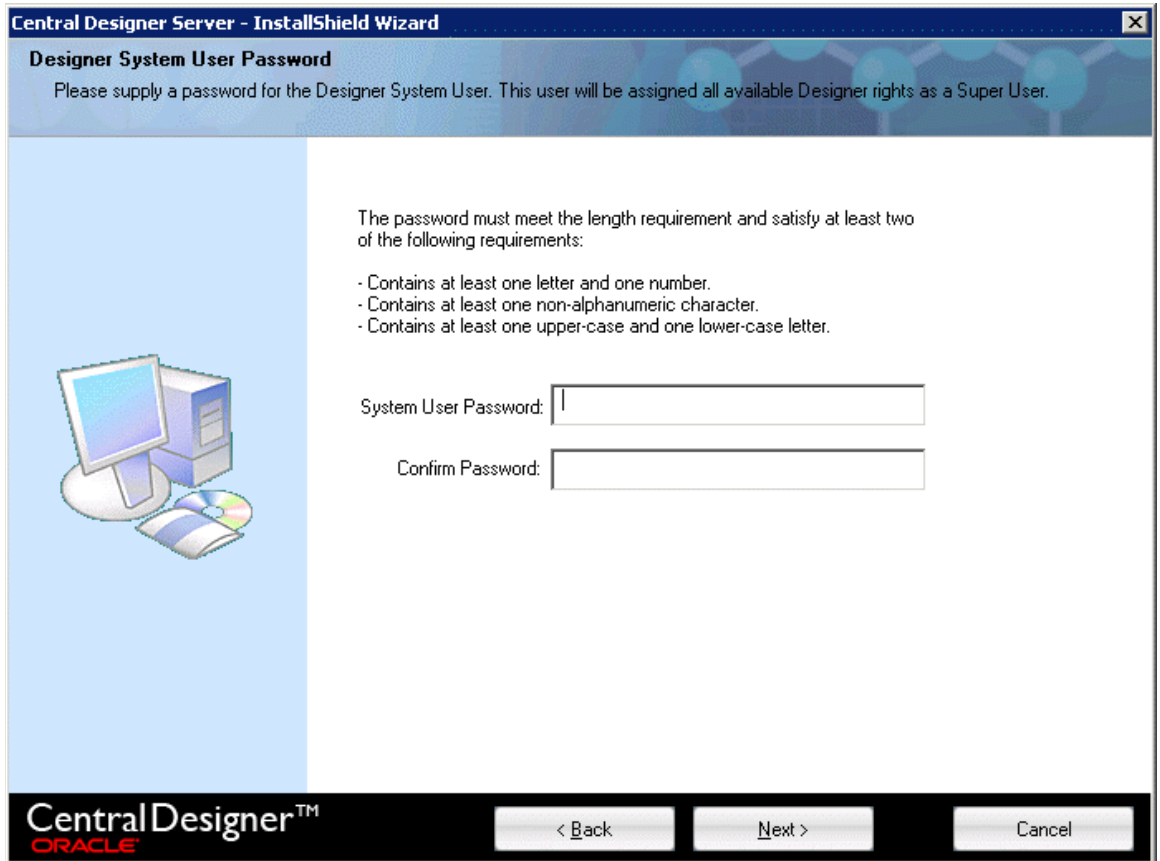 Central Designer Server - InstallShield Wizard
Designer System User Password
Please supply a password for the Designer System User. This user will be assigned all available Designer rights as a Super User.
The password must meet the length requirement and satisfy at least two
of the following requirements:
- Contains at least one letter and one number.
- Contains at least one non-alphanumeric character.
- Contains at least one upper-case and one lower-case letter.
System User Password:
Confirm Password:
CentralDesigner™
ORACLE
< Back
Next >
Cancel